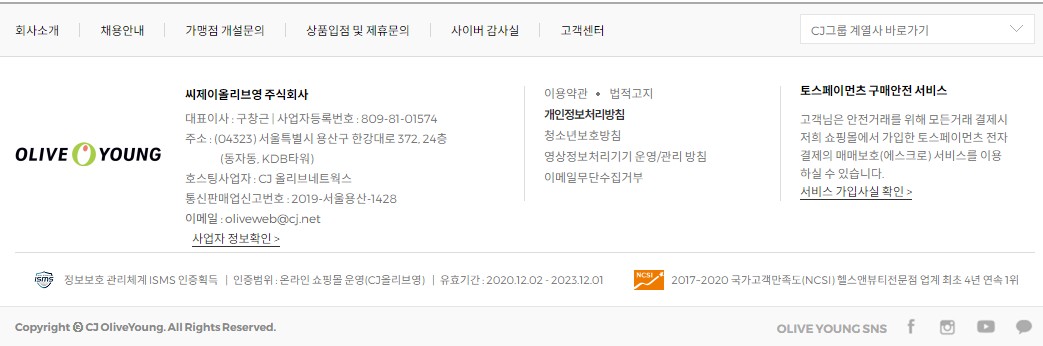 회사소개 채용안내 가맹점 개설문의 상품입점 및 제휴문의 사이버 감사실 고객센터 CJ그룹 계열사 바로가기
OLIVE YOUNG
씨제이올리브영 주식회사
대표이사 : 구창근 | 사업자등록번호 : 809-81-01574
주소 : (04323) 서울특별시 용산구 한강대로 372, 24층
(동자동, KDB타워)
호스팅사업자 : CJ 올리브네트웍스
통신판매업신고번호 : 2019-서울용산-1428
이메일 : oliveweb@cj.net
사업자 정보확인 >
이용약관 • 법적고지
개인정보처리방침
청소년보호방침
영상정보처리기기 운영/관리 방침
이메일무단수집거부
토스페이먼츠 구매안전 서비스
고객님은 안전거래를 위해 모든거래 결제시
저희 쇼핑몰에서 가입한 토스페이먼츠 전자
결제의 매매보호(에스크로) 서비스를 이용
하실 수 있습니다.
서비스 가입사실 확인 >
ISMS 정보보호 관리체계 ISMS 인증획득 | 인증범위 : 온라인 쇼핑몰 운영(CJ올리브영) | 유효기간 : 2020.12.02 - 2023.12.01
NCSI 2017-2020 국가고객만족도(NCSI) 헬스앤뷰티전문점 업계 최초 4년 연속 1위
Copyright ⓒ CJ OliveYoung. All Rights Reserved.
OLIVE YOUNG SNS